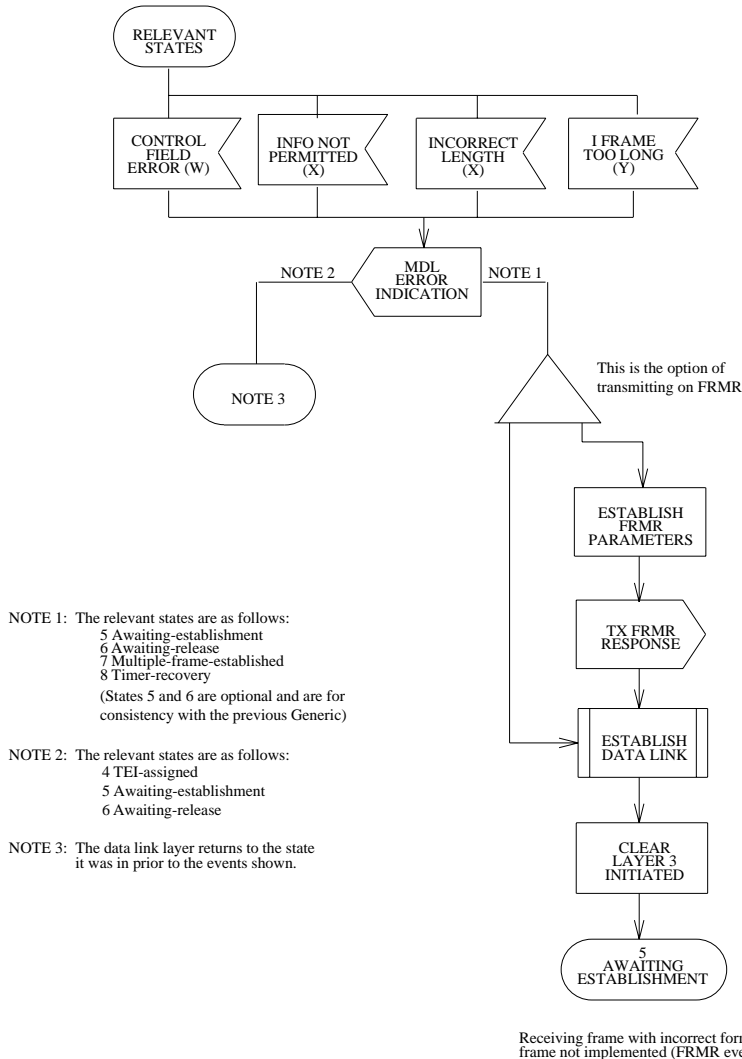 RELEVANT
STATES
CONTROL
FIELD
ERROR (W)
INFO NOT
PERMITTED
(X)
INCORRECT
LENGTH
(X)
I FRAME
TOO LONG
(Y)
NOTE 2
MDL
ERROR
INDICATION
NOTE 1
NOTE 3
This is the option of
transmitting on FRMR
ESTABLISH
FRMR
PARAMETERS
TX FRMR
RESPONSE
ESTABLISH
DATA LINK
CLEAR
LAYER 3
INITIATED
5
AWAITING
ESTABLISHMENT
NOTE 1: The relevant states are as follows:
5 Awaiting-establishment
6 Awaiting-release
7 Multiple-frame-established
8 Timer-recovery
(States 5 and 6 are optional and are for
consistency with the previous Generic)
NOTE 2: The relevant states are as follows:
4 TEI-assigned
5 Awaiting-establishment
6 Awaiting-release
NOTE 3: The data link layer returns to the state
it was in prior to the events shown.
Receiving frame with incorrect
frame not implemented (FRMR